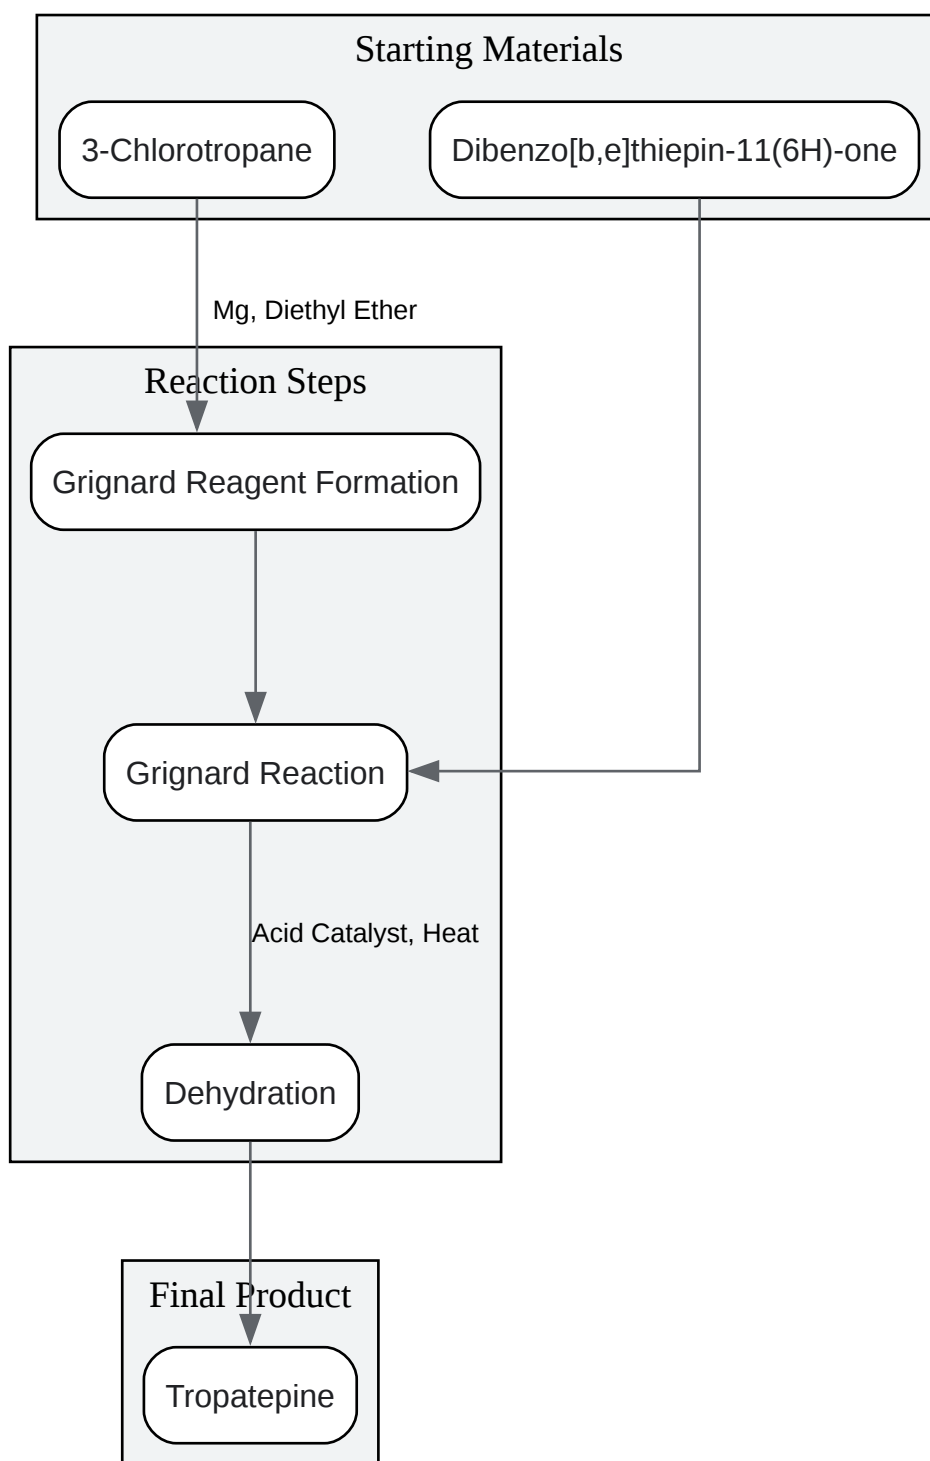 Starting Materials
3-Chlorotropane
Dibenzo[b,e]thiepin-11(6H)-one
Mg, Diethyl Ether
Reaction Steps
Grignard Reagent Formation
Grignard Reaction
Acid Catalyst, Heat
Dehydration
Final Product
Tropatepine